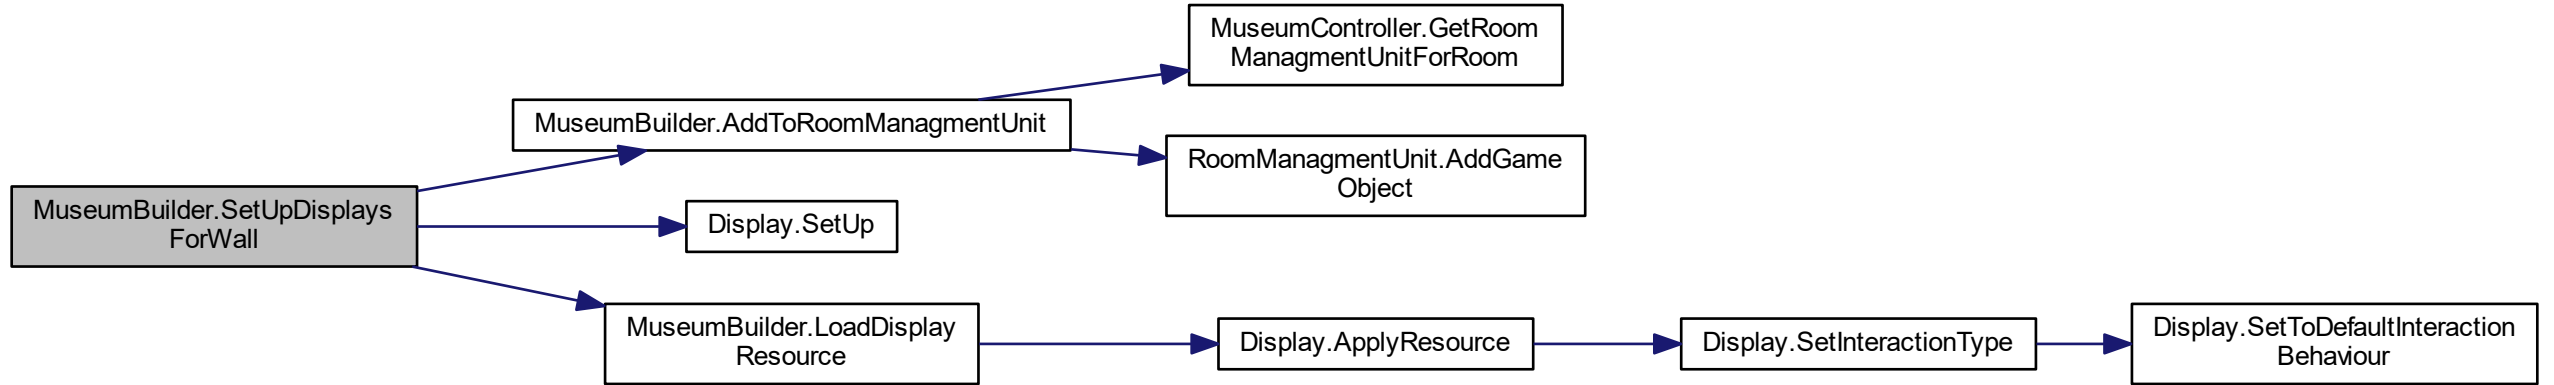 MuseumBuilder.SetUpDisplays
ForWall
MuseumBuilder.AddToRoomManagmentUnit
MuseumController.GetRoom
ManagmentUnitForRoom
RoomManagmentUnit.AddGame
Object
Display.SetUp
MuseumBuilder.LoadDisplay
Resource
Display.ApplyResource
Display.SetInteractionType
Display.SetToDefaultInteraction
Behaviour